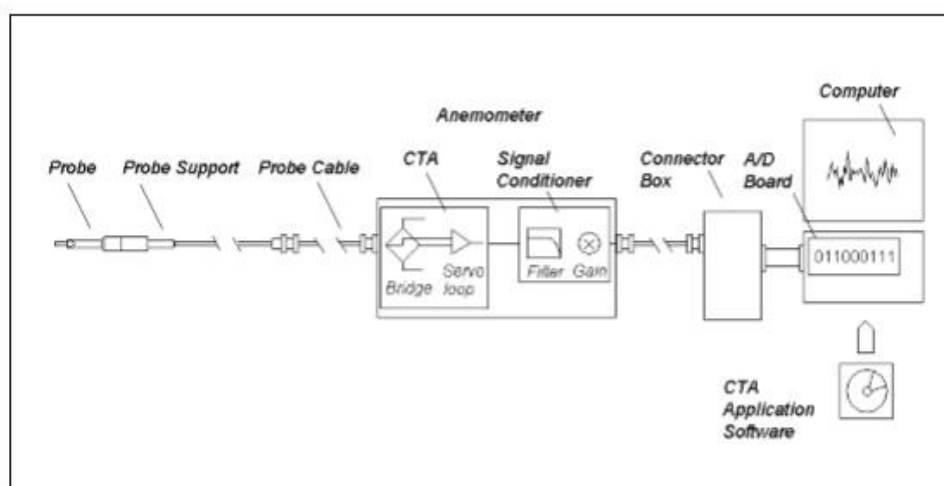 Computer
Anemometer
Probe
Probe Support
Probe Cable
CTA
Signal
Conditioner
Connector
Box
A/D
Board
Bridge
Servo
loop
Filter
Gain
011000111
CTA
Application
Software